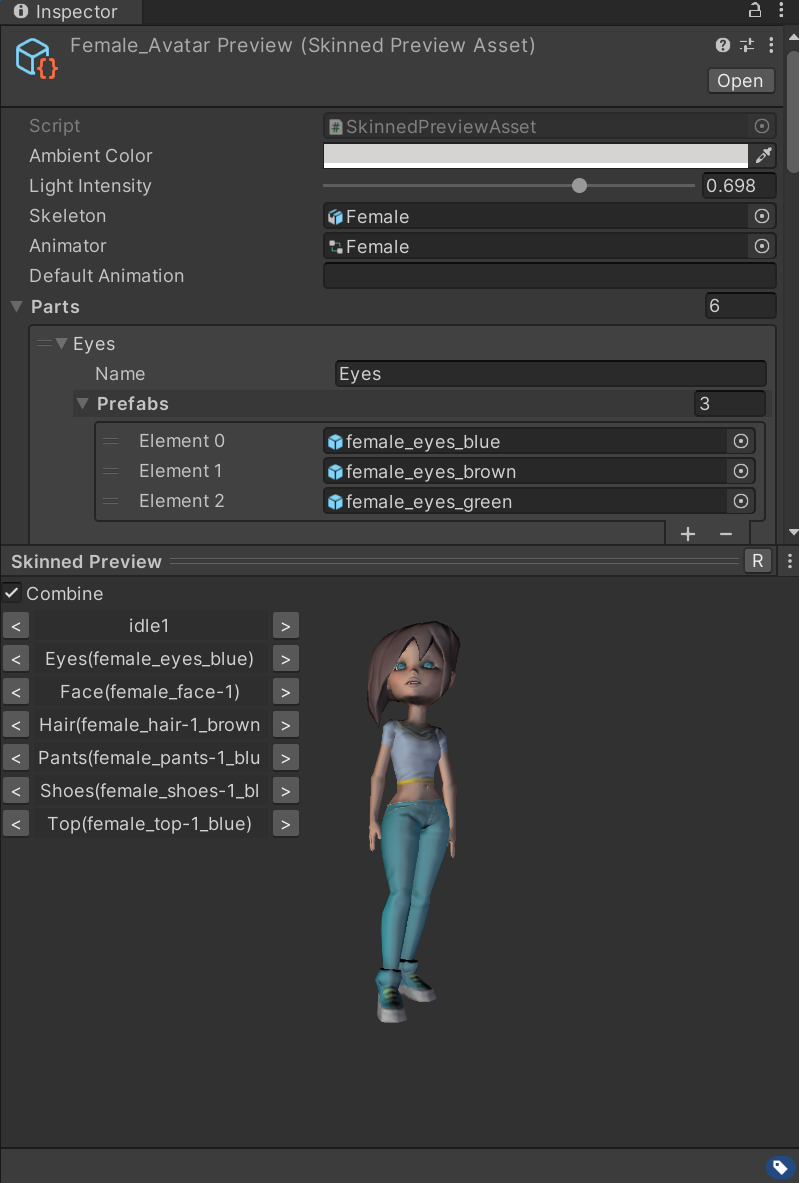 Inspector
Female_Avatar Preview (Skinned Preview Asset)
Open
Script SkinnedPreviewAsset
Ambient Color
Light Intensity 0.698
Skeleton Female
Animator Female
Default Animation
Parts 6
Eyes
Name Eyes
Prefabs 3
Element 0 female_eyes_blue
Element 1 female_eyes_brown
Element 2 female_eyes_green
+ −
Skinned Preview R
Combine
< idle1 >
< Eyes(female_eyes_blue) >
< Face(female_face-1) >
< Hair(female_hair-1_brown >
< Pants(female_pants-1_blu >
< Shoes(female_shoes-1_bl >
< Top(female_top-1_blue) >